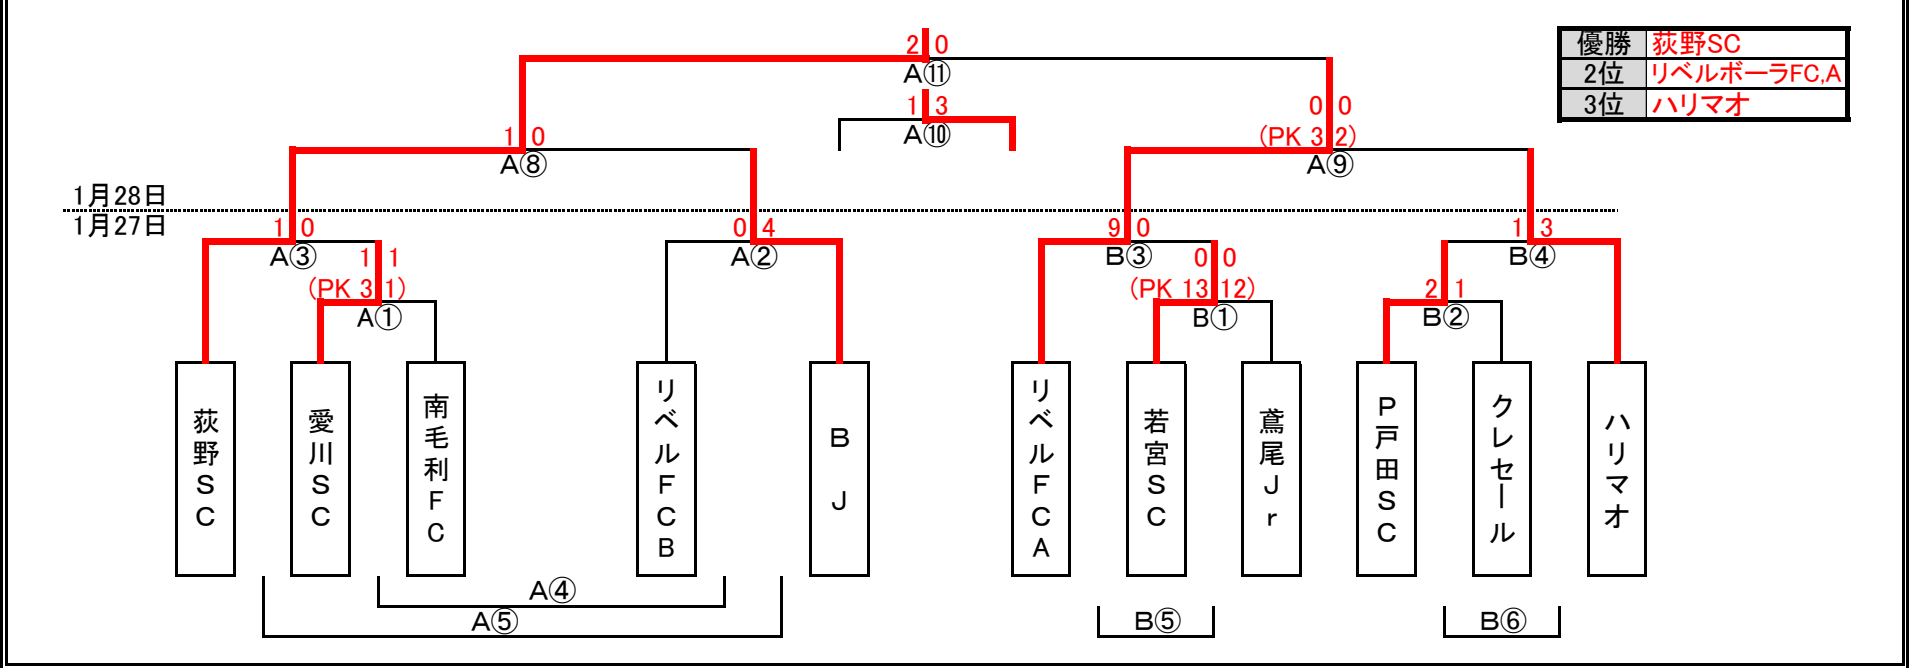 優勝 荻野SC
2位 リベルボーラFC,A
3位 ハリマオ
2 0
A⑪
1 3
A⑩
1 0
A⑧
0 0
(PK 3 2)
A⑨
1月28日
1月27日
1 0
A③
0 4
A②
9 0
B③
1 3
B④
1 1
(PK 3 1)
A①
0 0
(PK 13 12)
B①
2 1
B②
荻野SC
愛川SC
南毛利FC
リベルFCB
BJ
リベルFCA
若宮SC
鳶尾Jr
P戸田SC
クレセール
ハリマオ
A④
A⑤
B⑤
B⑥